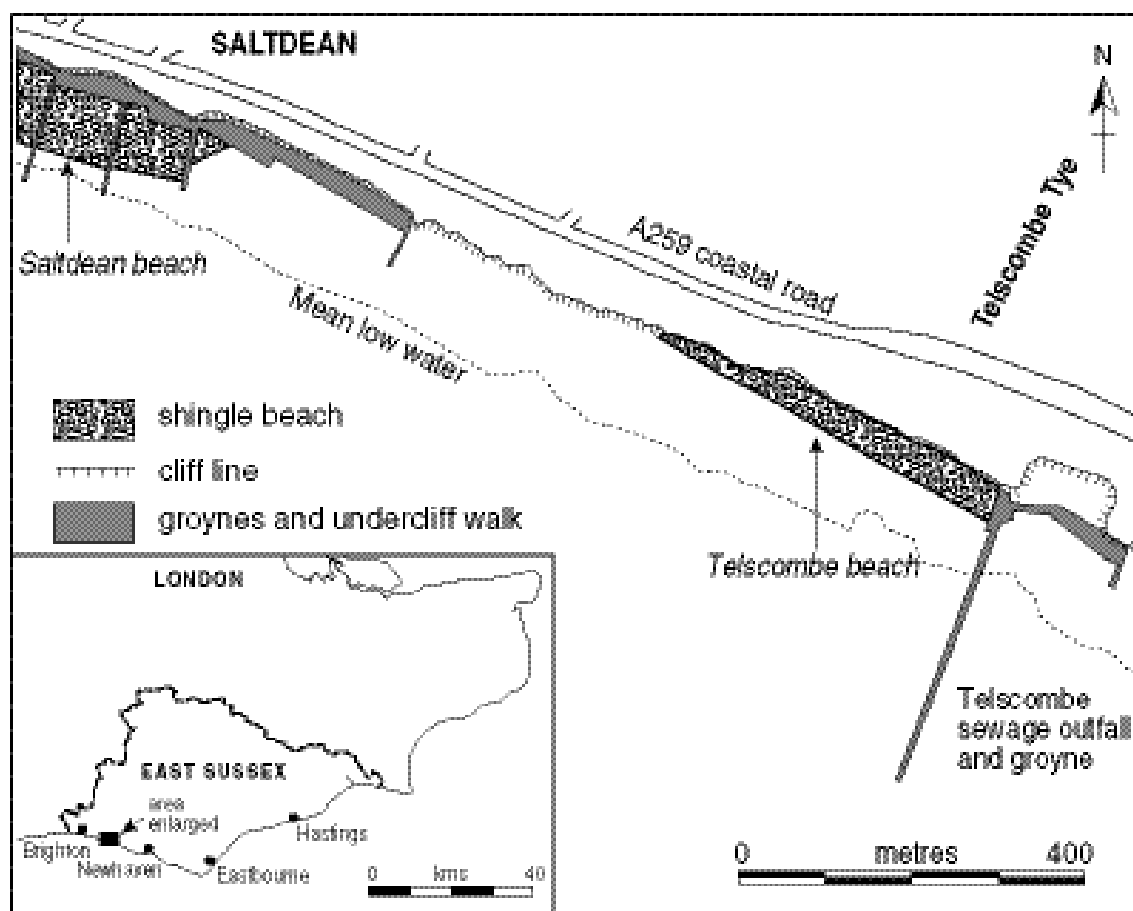 SALTDEAN
N
Telscombe Tye
A259 coastal road
Saltdean beach
Mean low water
shingle beach
cliff line
groynes and undercliff walk
Telscombe beach
Telscombe
sewage outfall
and groyne
0 metres 400
LONDON
EAST SUSSEX
area
enlarged
Hastings
Brighton
Newhaven
Eastbourne
0 kms 40